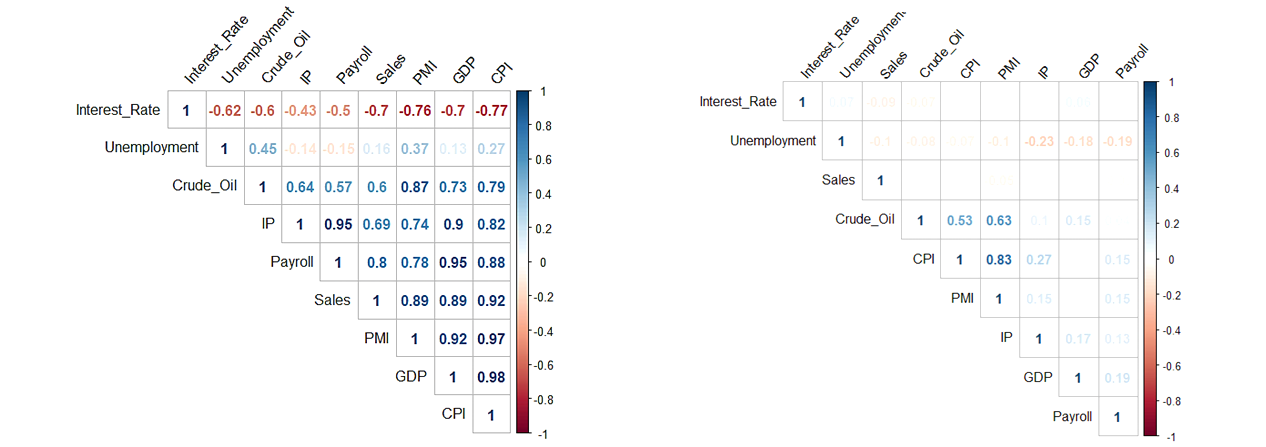 Interest_Rate
Unemployment
Crude_Oil
IP
Payroll
Sales
PMI
GDP
CPI
Interest_Rate 1 -0.62 -0.6 -0.43 -0.5 -0.7 -0.76 -0.7 -0.77
Unemployment 1 0.45 -0.14 -0.15 0.16 0.37 0.13 0.27
Crude_Oil 1 0.64 0.57 0.6 0.87 0.73 0.79
IP 1 0.95 0.69 0.74 0.9 0.82
Payroll 1 0.8 0.78 0.95 0.88
Sales 1 0.89 0.89 0.92
PMI 1 0.92 0.97
GDP 1 0.98
CPI 1
1
0.8
0.6
0.4
0.2
0
-0.2
-0.4
-0.6
-0.8
-1
Interest_Rate
Unemployment
Sales
Crude_Oil
CPI
PMI
IP
GDP
Payroll
Interest_Rate 1 -0.09
Unemployment 1 -0.1 -0.1 -0.23 -0.18 -0.19
Sales 1
Crude_Oil 1 0.53 0.63 0.1 0.15
CPI 1 0.83 0.27 0.15
PMI 1 0.15 0.15
IP 1 0.17 0.13
GDP 1 0.19
Payroll 1
1
0.8
0.6
0.4
0.2
0
-0.2
-0.4
-0.6
-0.8
-1